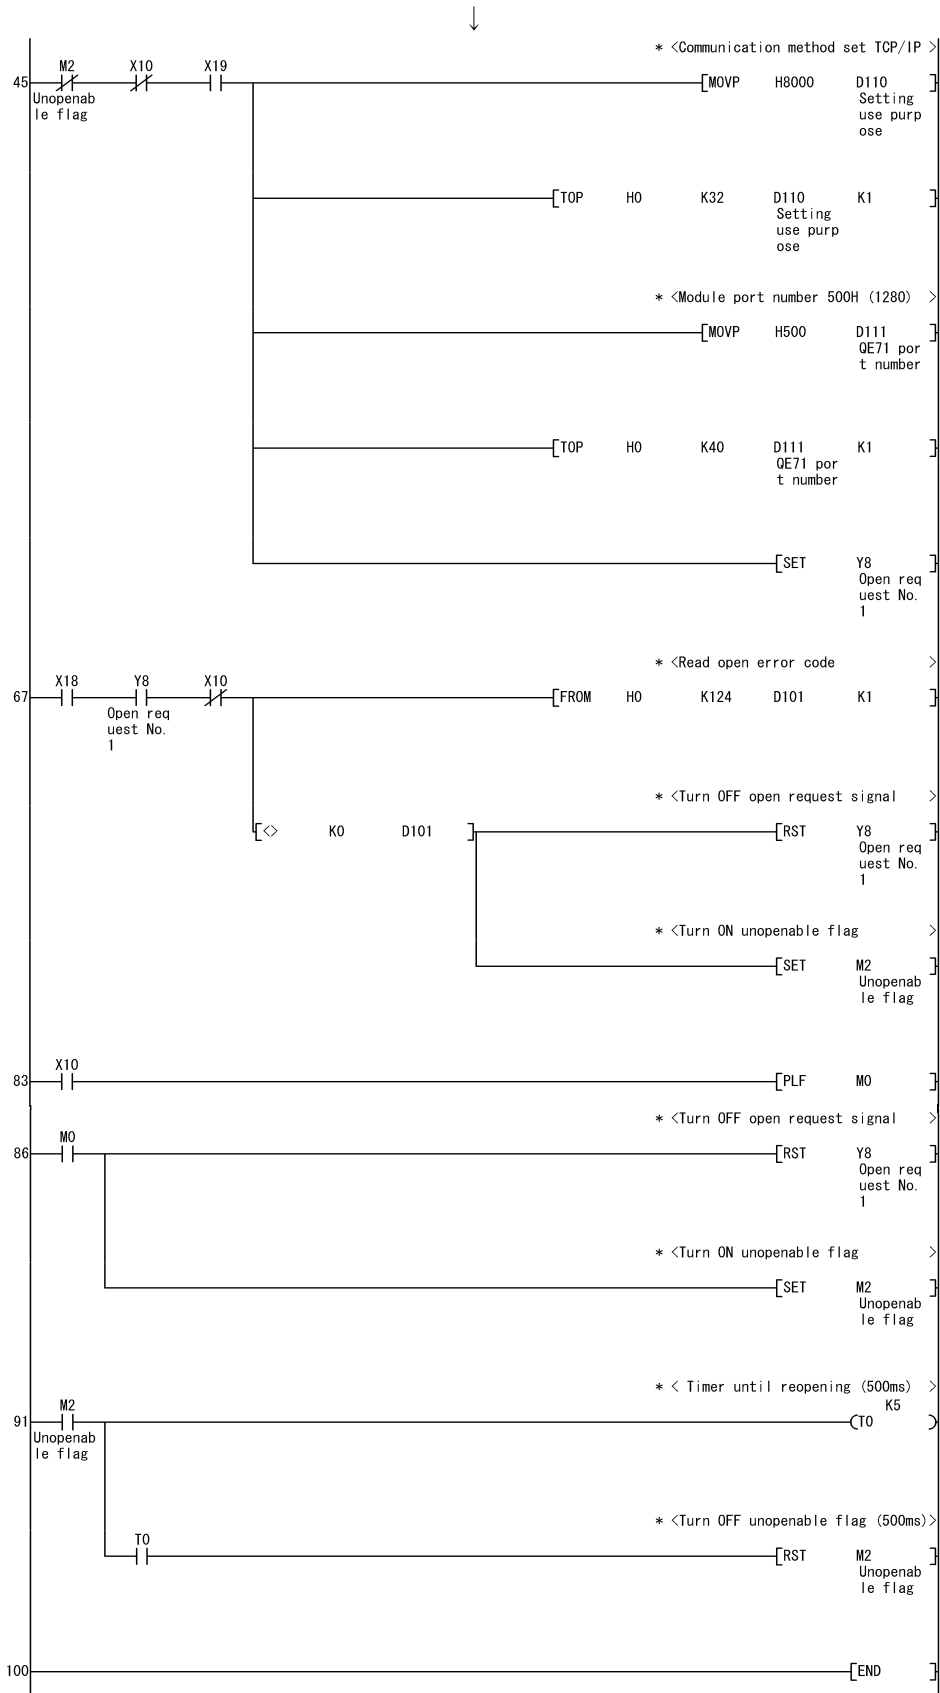 ↓
* <Communication method set TCP/IP >
M2 X10 X19
45 [MOVP H8000 D110 ]
Unopenab Setting
le flag use purp
ose
[TOP H0 K32 D110 K1 ]
Setting
use purp
ose
* <Module port number 500H (1280) >
[MOVP H500 D111 ]
QE71 por
t number
[TOP H0 K40 D111 K1 ]
QE71 por
t number
[SET Y8 ]
Open req
uest No.
1
* <Read open error code >
X18 Y8 X10
67 [FROM H0 K124 D101 K1 ]
Open req
uest No.
1
* <Turn OFF open request signal >
[<> K0 D101 ] [RST Y8 ]
Open req
uest No.
1
* <Turn ON unopenable flag >
[SET M2 ]
Unopenab
le flag
X10
83 [PLF M0 ]
* <Turn OFF open request signal >
M0
86 [RST Y8 ]
Open req
uest No.
1
* <Turn ON unopenable flag >
[SET M2 ]
Unopenab
le flag
* < Timer until reopening (500ms) >
M2 K5
91 (T0 )
Unopenab
le flag
* <Turn OFF unopenable flag (500ms)>
T0
[RST M2 ]
Unopenab
le flag
100 [END ]